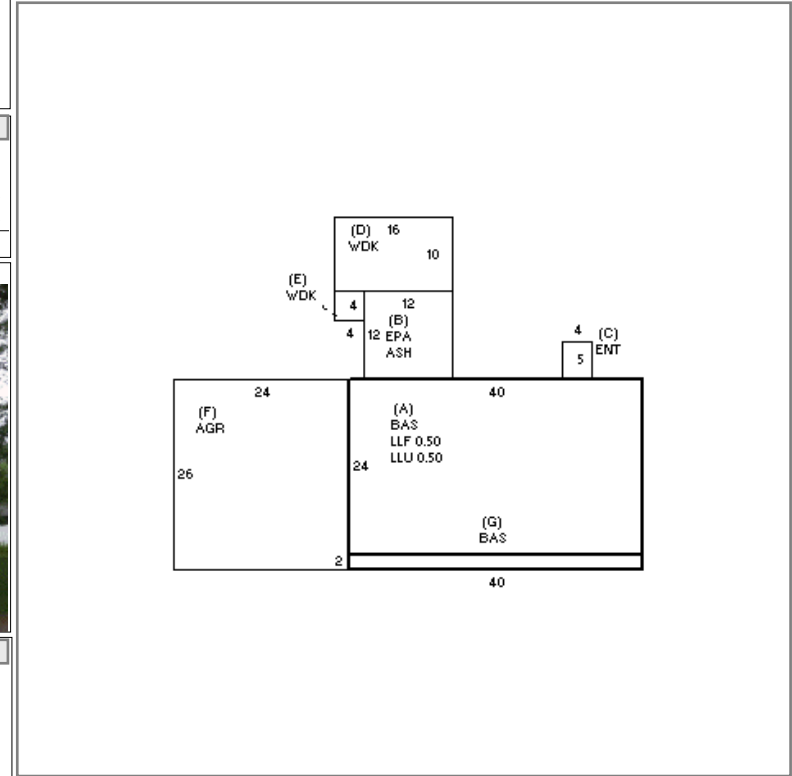 (D) 16
WDK
10
(E)
WDK
4
12
4
12
(B)
EPA
ASH
4
(C)
ENT
5
24
40
(F)
AGR
26
(A)
BAS
LLF 0.50
LLU 0.50
24
(G)
BAS
2
40